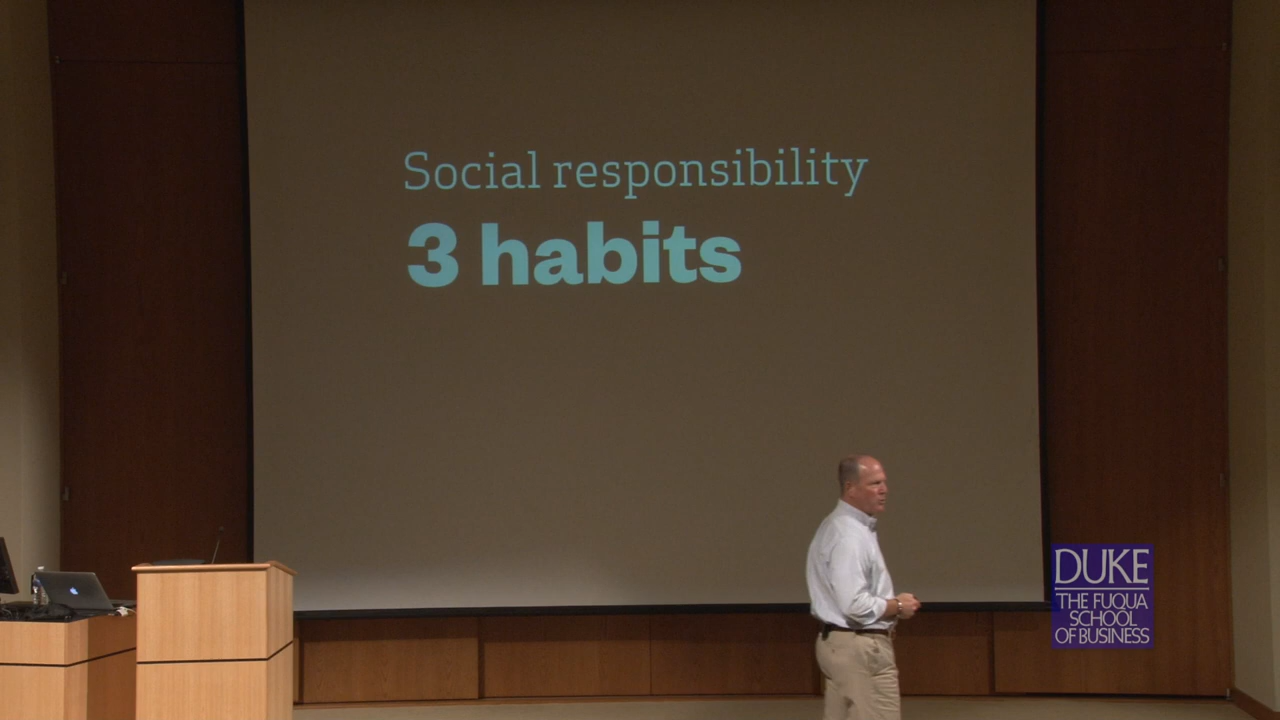 Social responsibility
3 habits
DUKE
THE FUQUA
SCHOOL
OF BUSINESS